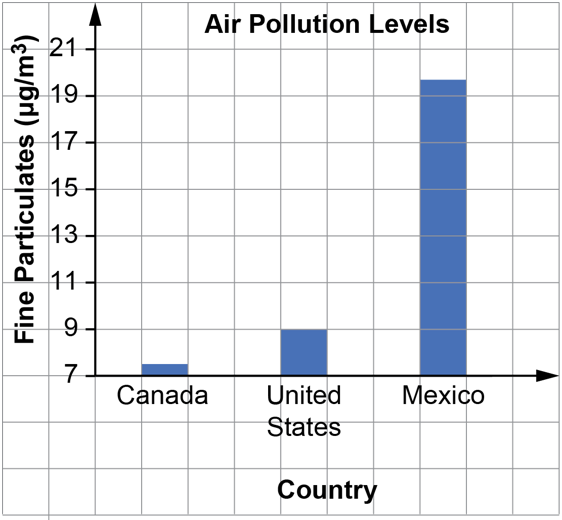 Air Pollution Levels
Fine Particulates (µg/m³)
21
19
17
15
13
11
9
7
Canada
United
States
Mexico
Country